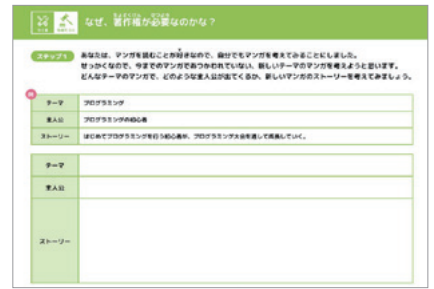 なぜ、著作権が必要なのかな？
ちょさくけん
ひつよう
ステップ1
あなたは、マンガを読むことが好きなので、自分でもマンガを考えてみることにしました。
せっかくなので、今までのマンガであつかわれていない、新しいテーマのマンガを考えようと思います。
どんなテーマのマンガで、どのような主人公が出てくるか、新しいマンガのストーリーを考えてみましょう。
例
テーマ プログラミング
主人公 プログラミングの初心者
ストーリー はじめてプログラミングを行う初心者が、プログラミング大会を通して成長していく。
テーマ
主人公
ストーリー